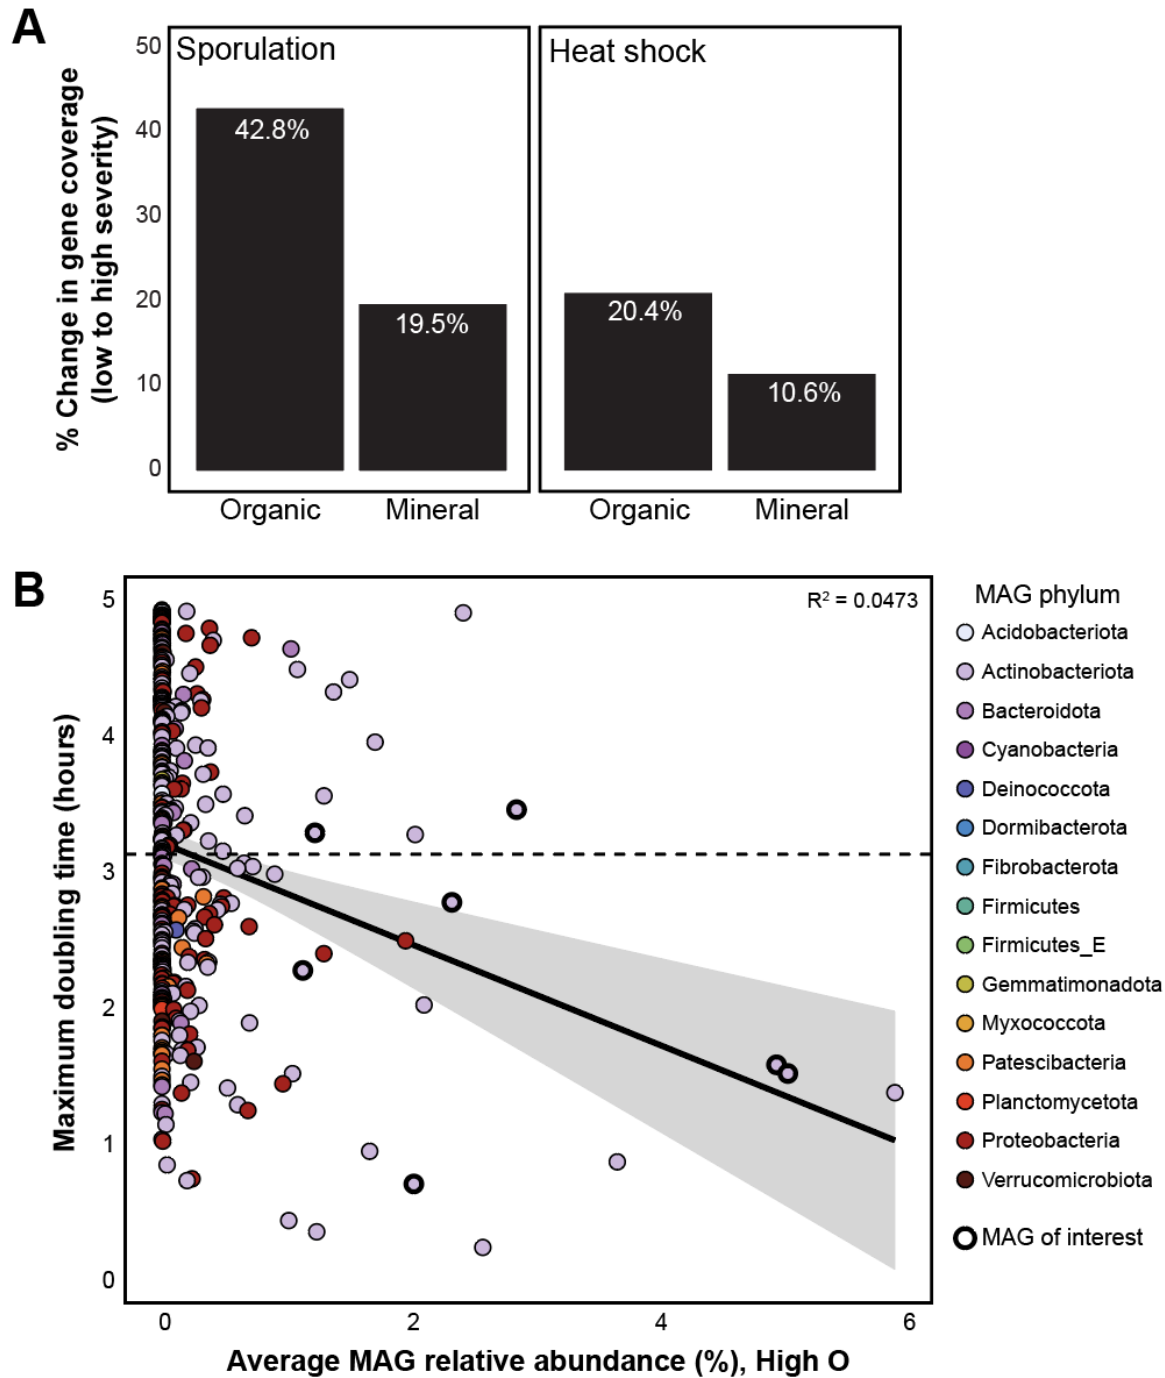 A
% Change in gene coverage
(low to high severity)
50
40
30
20
10
0
Sporulation
42.8%
19.5%
Organic
Mineral
Heat shock
20.4%
10.6%
Organic
Mineral
B
Maximum doubling time (hours)
5
4
3
2
1
0
R² = 0.0473
0
2
4
6
Average MAG relative abundance (%), High O
MAG phylum
Acidobacteriota
Actinobacteriota
Bacteroidota
Cyanobacteria
Deinococcota
Dormibacterota
Fibrobacterota
Firmicutes
Firmicutes_E
Gemmatimonadota
Myxococcota
Patescibacteria
Planctomycetota
Proteobacteria
Verrucomicrobiota
MAG of interest